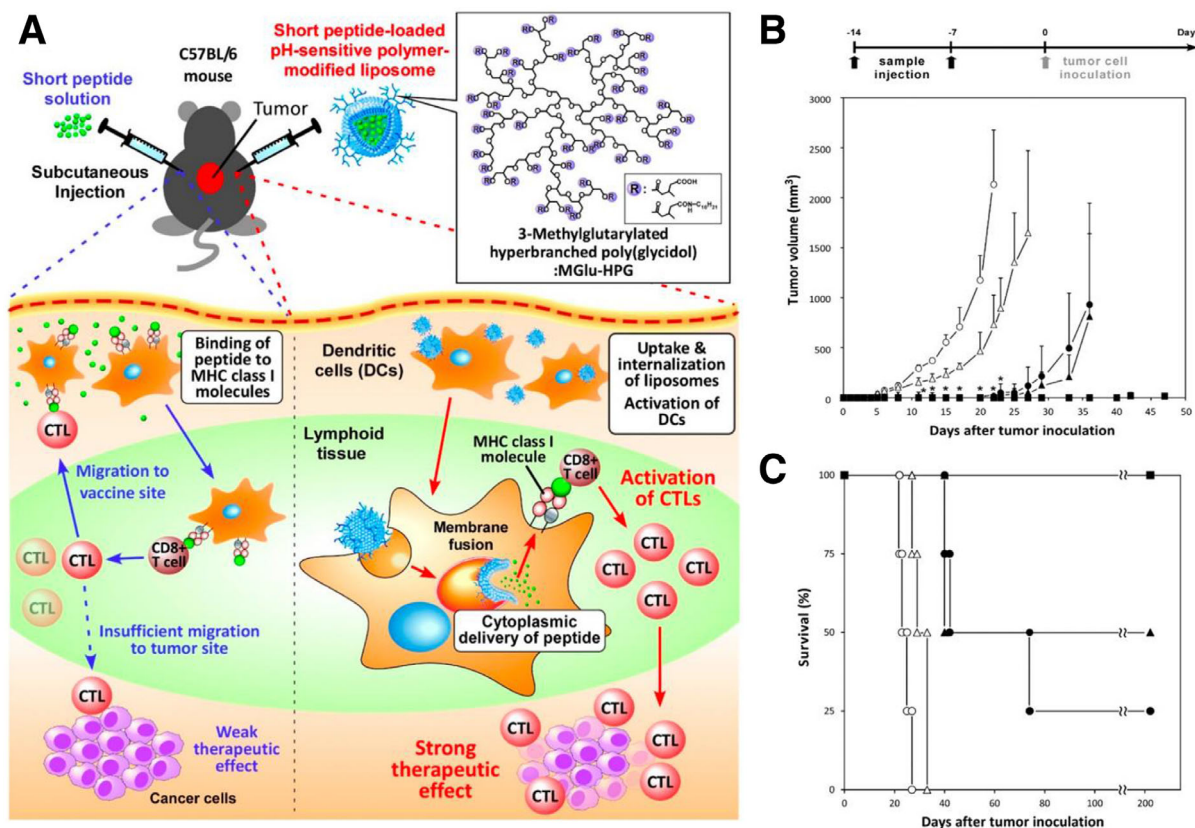 A
C57BL/6
mouse
Short peptide
solution
Tumor
Subcutaneous
Injection
Short peptide-loaded
pH-sensitive polymer-
modified liposome
R :
COOH
3-Methylglutarylated
hyperbranched poly(glycidol)
:MGlu-HPG
Binding of
peptide to
MHC class I
molecules
Dendritic
cells (DCs)
Uptake &
internalization
of liposomes
Activation of
DCs
CTL
Migration to
vaccine site
CD8+
T cell
CTL
CTL
CTL
Insufficient migration
to tumor site
CTL
Weak
therapeutic
effect
Cancer cells
Lymphoid
tissue
MHC class I
molecule
CD8+
T cell
Activation
of CTLs
Membrane
fusion
Cytoplasmic
delivery of peptide
CTL
CTL
CTL
CTL
Strong
therapeutic
effect
CTL
CTL
CTL
CTL
CTL
B
-14 -7 0 Day
sample
injection
tumor cell
inoculation
Tumor volume (mm³)
3000
2500
2000
1500
1000
500
0
0 5 10 15 20 25 30 35 40 45 50
Days after tumor inoculation
C
Survival (%)
100
75
50
25
0
0 20 40 60 80 100 200
Days after tumor inoculation